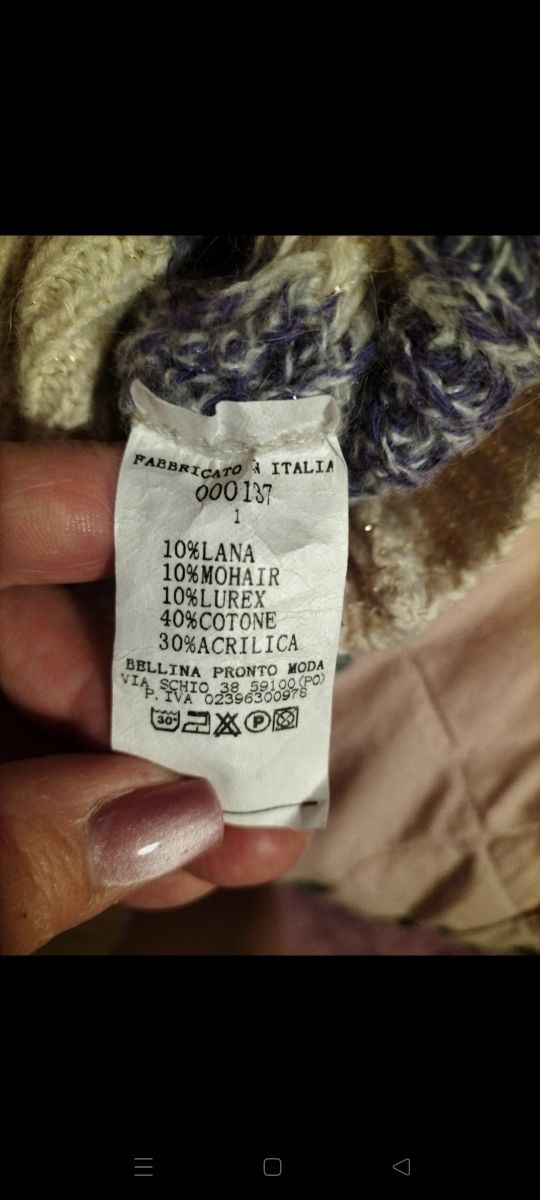 FABBRICATO N ITALIA
000137
1
10%LANA
10%MOHAIR
10%LUREX
40%COTONE
30%ACRILICA
BELLINA PRONTO MODA
VIA SCHIO 38 59100(PO)
P.IVA 02396300978
30° P